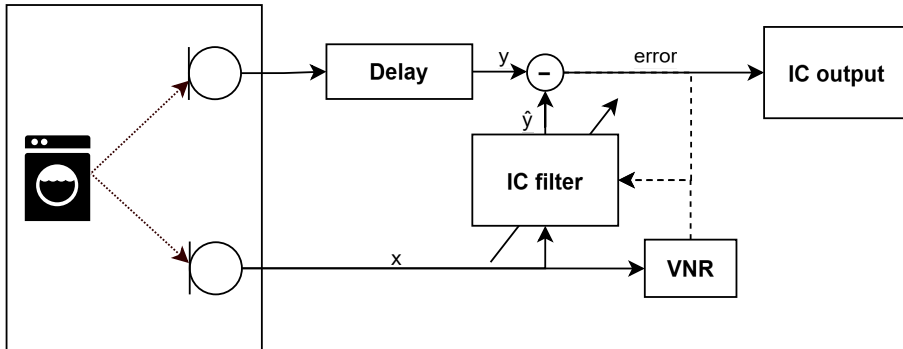 Delay
y
-
error
IC output
ŷ
IC filter
x
VNR